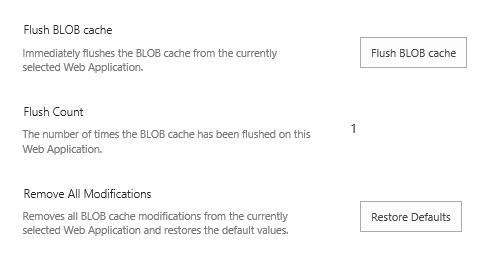 Flush BLOB cache
Immediately flushes the BLOB cache from the currently
selected Web Application.
Flush BLOB cache
Flush Count
The number of times the BLOB cache has been flushed on this
Web Application.
1
Remove All Modifications
Removes all BLOB cache modifications from the currently
selected Web Application and restores the default values.
Restore Defaults